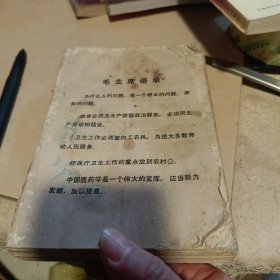 毛主席语录
为什么人的问题，是一个根本的问题，原
则的问题。
教育必须为无产阶级政治服务，必须同生
产劳动相结合。
卫生工作必须面向工农兵，为绝大多数劳
动人民服务。
把医疗卫生工作的重点放到农村去。
中国医药学是一个伟大的宝库，应当努力
发掘，加以提高。